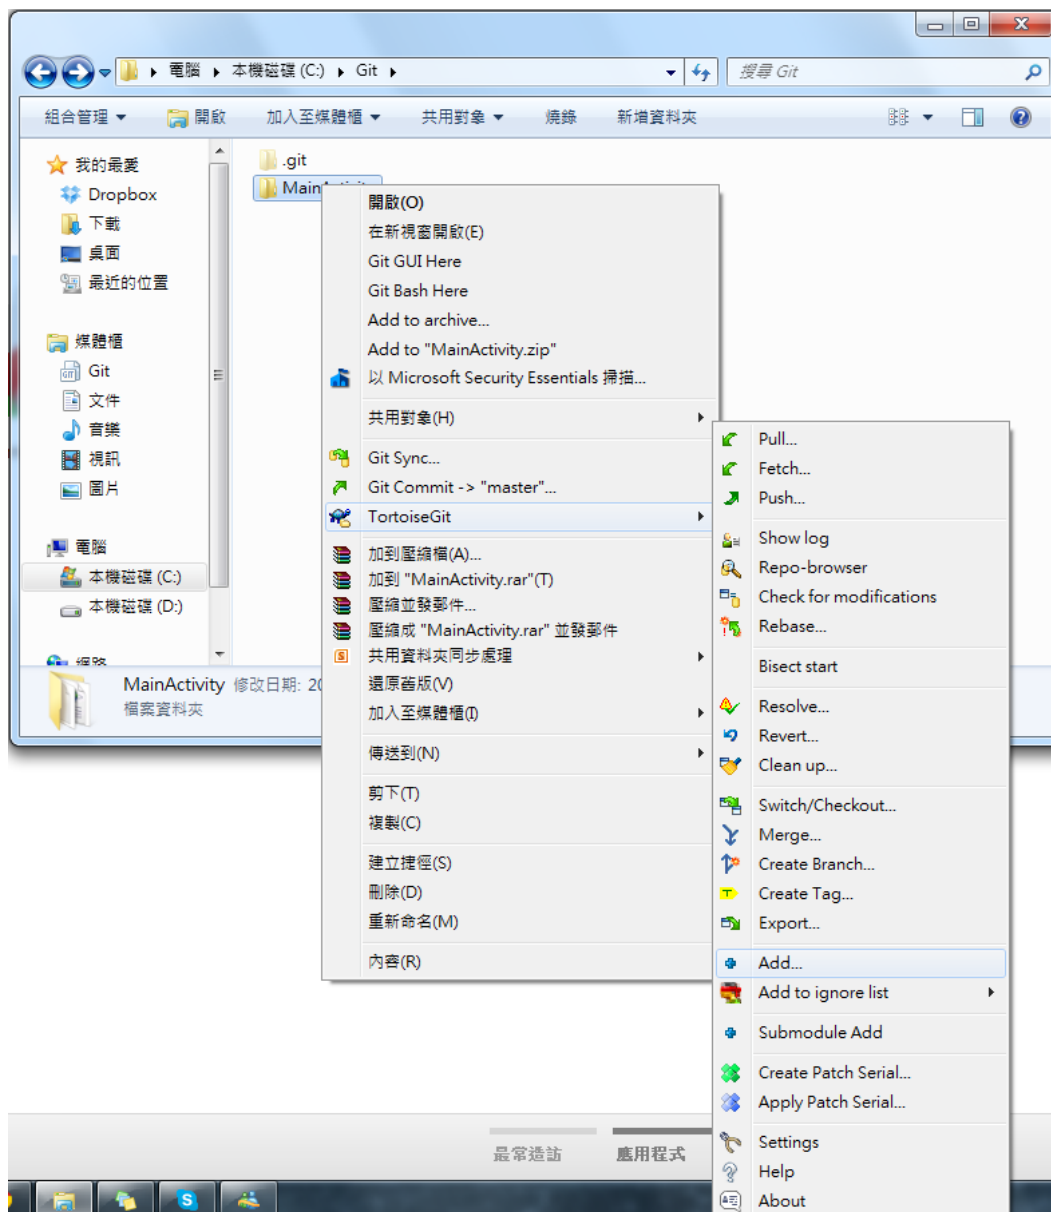 電腦 本機磁碟 (C:) Git
搜尋 Git
組合管理 開啟 加入至媒體櫃 共用對象 燒錄 新增資料夾
我的最愛
Dropbox
下載
桌面
最近的位置
媒體櫃
Git
文件
音樂
視訊
圖片
電腦
本機磁碟 (C:)
本機磁碟 (D:)
網路
.git
MainActivity
開啟(O)
在新視窗開啟(E)
Git GUI Here
Git Bash Here
Add to archive...
Add to "MainActivity.zip"
以 Microsoft Security Essentials 掃描...
共用對象(H)
Git Sync...
Git Commit -> "master"...
TortoiseGit
加到壓縮檔(A)...
加到 "MainActivity.rar"(T)
壓縮並發郵件...
壓縮成 "MainActivity.rar" 並發郵件
共用資料夾同步處理
還原舊版(V)
加入至媒體櫃(I)
傳送到(N)
剪下(T)
複製(C)
建立捷徑(S)
刪除(D)
重新命名(M)
內容(R)
Pull...
Fetch...
Push...
Show log
Repo-browser
Check for modifications
Rebase...
Bisect start
Resolve...
Revert...
Clean up...
Switch/Checkout...
Merge...
Create Branch...
Create Tag...
Export...
Add...
Add to ignore list
Submodule Add
Create Patch Serial...
Apply Patch Serial...
Settings
Help
About
MainActivity 修改日期: 20
檔案資料夾
最常造訪 應用程式